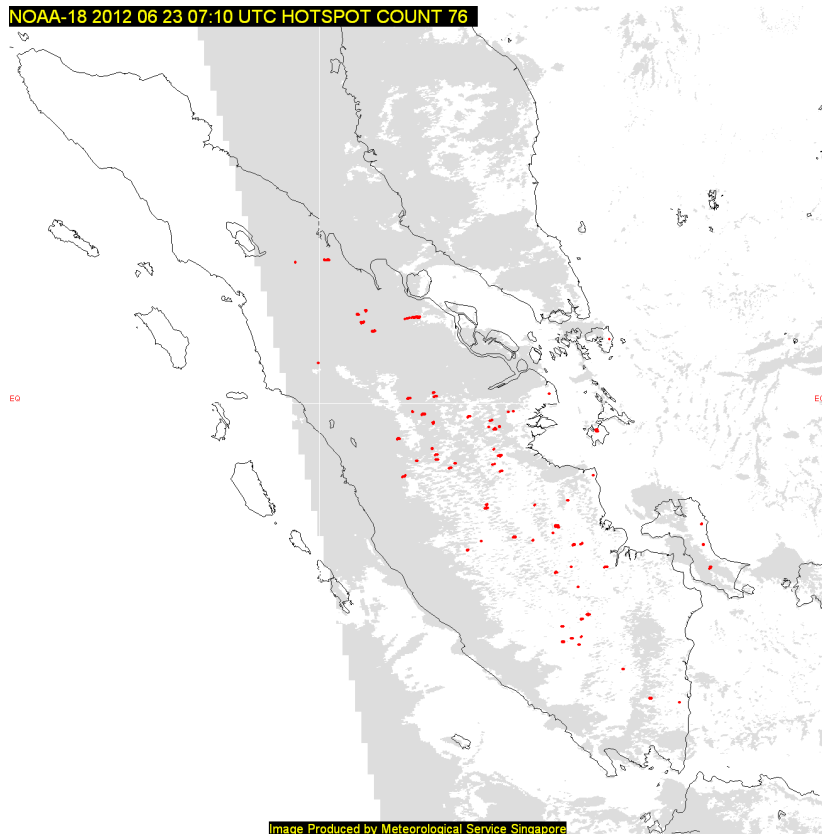 NOAA-18 2012 06 23 07:10 UTC HOTSPOT COUNT 76
EQ
EQ
Image Produced by Meteorological Service Singapore